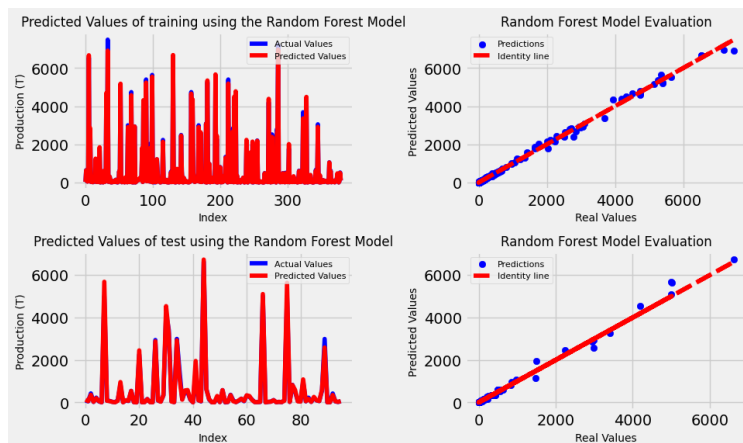 Predicted Values of training using the Random Forest Model
Production (T)
6000
4000
2000
0
Actual Values
Predicted Values
0
100
200
300
Index
Random Forest Model Evaluation
Predicted Values
6000
4000
2000
0
Predictions
Identity line
0
2000
4000
6000
Real Values
Predicted Values of test using the Random Forest Model
Production (T)
6000
4000
2000
0
Actual Values
Predicted Values
0
20
40
60
80
Index
Random Forest Model Evaluation
Predicted Values
6000
4000
2000
0
Predictions
Identity line
0
2000
4000
6000
Real Values